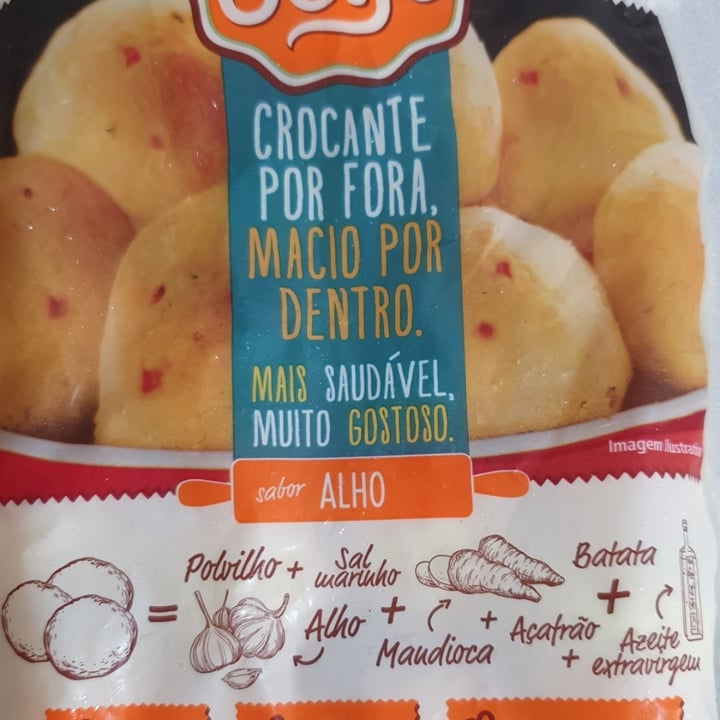 CROCANTE
POR FORA,
MACIO POR
DENTRO.
MAIS SAUDÁVEL,
MUITO GOSTOSO.
Imagem Ilustrativ
sabor ALHO
= Polvilho + Sal marinho
Alho + Mandioca + Açafrão + Batata
+ Azeite extravirgem